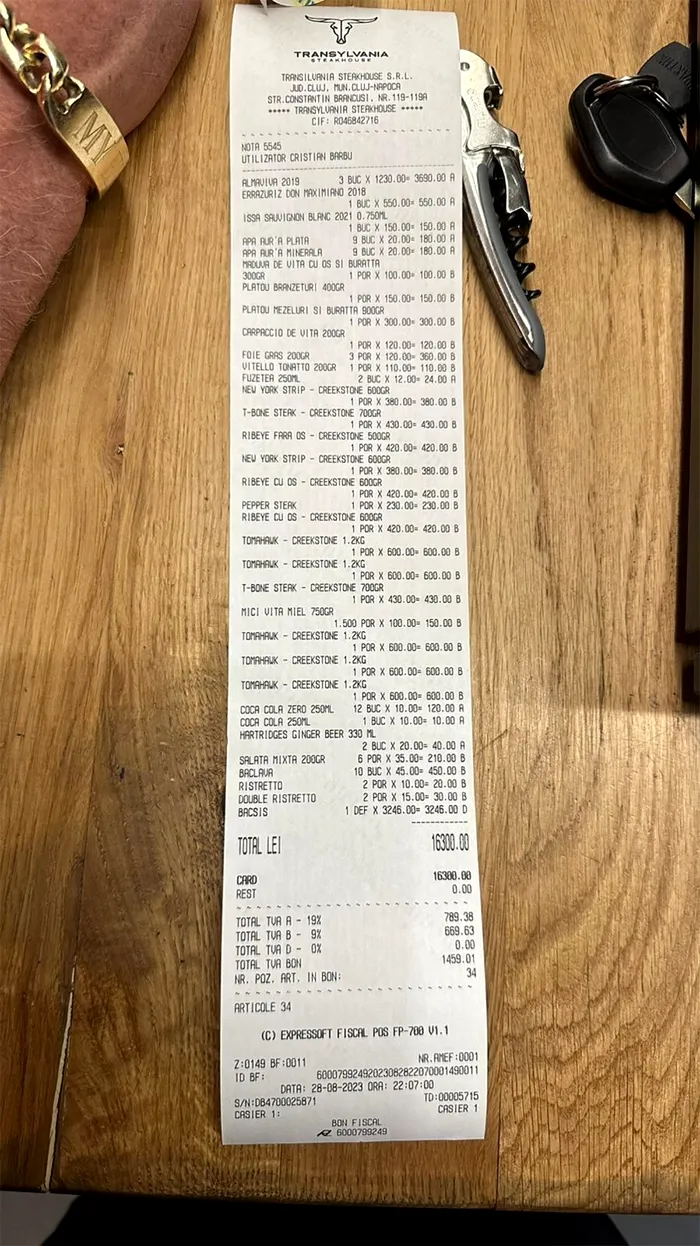 MY
TRANSYLVANIA
STEAKHOUSE
TRANSILVANIA STEAKHOUSE S.R.L.
JUD.CLUJ, MUN.CLUJ-NAPOCA
STR.CONSTANTIN BRANCUSI, NR.119-119A
***** TRANSYLVANIA STEAKHOUSE *****
CIF: RO46842716
NOTA 5545
UTILIZATOR CRISTIAN BARBU
ALMAVIVA 2019 3 BUC X 1230.00= 3690.00 A
ERRAZURIZ DON MAXIMIANO 2018
1 BUC X 550.00= 550.00 A
ISSA SAUVIGNON BLANC 2021 0.750ML
1 BUC X 150.00= 150.00 A
APA AUR'A PLATA 9 BUC X 20.00= 180.00 A
APA AUR'A MINERALA 9 BUC X 20.00= 180.00 A
MADUVA DE VITA CU OS SI BURATTA
300GR 1 POR X 100.00= 100.00 B
PLATOU BRANZETURI 400GR
1 POR X 150.00= 150.00 B
PLATOU MEZELURI SI BURATTA 900GR
1 POR X 300.00= 300.00 B
CARPACCIO DE VITA 200GR
1 POR X 120.00= 120.00 B
FOIE GRAS 200GR 3 POR X 120.00= 360.00 B
VITELLO TONATTO 200GR 1 POR X 110.00= 110.00 B
FUZETEA 250ML 2 BUC X 12.00= 24.00 A
NEW YORK STRIP - CREEKSTONE 600GR
1 POR X 380.00= 380.00 B
T-BONE STEAK - CREEKSTONE 700GR
1 POR X 430.00= 430.00 B
RIBEYE FARA OS - CREEKSTONE 500GR
1 POR X 420.00= 420.00 B
NEW YORK STRIP - CREEKSTONE 600GR
1 POR X 380.00= 380.00 B
RIBEYE CU OS - CREEKSTONE 600GR
1 POR X 420.00= 420.00 B
PEPPER STEAK 1 POR X 230.00= 230.00 B
RIBEYE CU OS - CREEKSTONE 600GR
1 POR X 420.00= 420.00 B
TOMAHAWK - CREEKSTONE 1.2KG
1 POR X 600.00= 600.00 B
TOMAHAWK - CREEKSTONE 1.2KG
1 POR X 600.00= 600.00 B
T-BONE STEAK - CREEKSTONE 700GR
1 POR X 430.00= 430.00 B
MICI VITA MIEL 750GR
1.500 POR X 100.00= 150.00 B
TOMAHAWK - CREEKSTONE 1.2KG
1 POR X 600.00= 600.00 B
TOMAHAWK - CREEKSTONE 1.2KG
1 POR X 600.00= 600.00 B
TOMAHAWK - CREEKSTONE 1.2KG
1 POR X 600.00= 600.00 B
COCA COLA ZERO 250ML 12 BUC X 10.00= 120.00 A
COCA COLA 250ML 1 BUC X 10.00= 10.00 A
HARTRIDGES GINGER BEER 330 ML
2 BUC X 20.00= 40.00 A
SALATA MIXTA 200GR 6 POR X 35.00= 210.00 B
BACLAVA 10 BUC X 45.00= 450.00 B
RISTRETTO 2 POR X 10.00= 20.00 B
DOUBLE RISTRETTO 2 POR X 15.00= 30.00 B
BACSIS 1 DEF X 3246.00= 3246.00 D
TOTAL LEI 16300.00
CARD 16300.00
REST 0.00
TOTAL TVA A - 19% 789.38
TOTAL TVA B - 9% 669.63
TOTAL TVA D - 0% 0.00
TOTAL TVA BON 1459.01
NR. POZ. ART. IN BON: 34
ARTICOLE 34
(C) EXPRESSOFT FISCAL POS FP-700 V1.1
Z:0149 BF:0011 NR.AMEF:0001
ID BF: 60007992492023082822070001490011
DATA: 28-08-2023 ORA: 22:07:00
S/N:DB4700025871 TD:00005715
CASIER 1: CASIER 1
BON FISCAL
6000799249